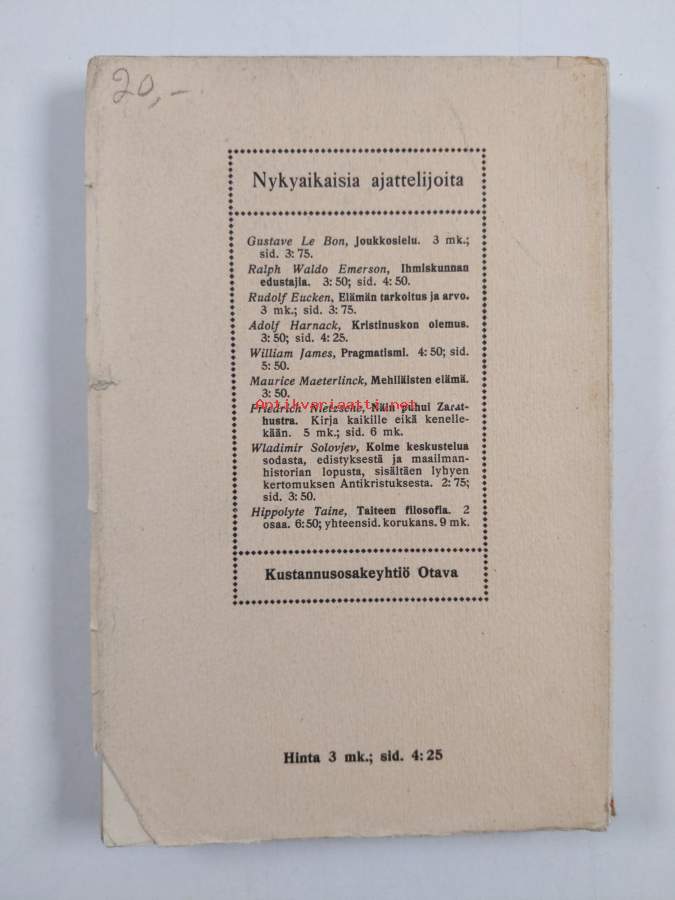 20,-
Nykyaikaisia ajattelijoita
Gustave Le Bon, Joukkosielu. 3 mk.;
sid. 3: 75.
Ralph Waldo Emerson, Ihmiskunnan
edustajia. 3: 50; sid. 4: 50.
Rudolf Eucken, Elämän tarkoitus ja arvo.
3 mk.; sid. 3: 75.
Adolf Harnack, Kristinuskon olemus.
3: 50; sid. 4: 25.
William James, Pragmatismi. 4: 50; sid.
5: 50.
Maurice Maeterlinck, Mehiläisten elämä.
3: 50.
Antikvariaatti.net
Friedrich Nietzsche, Näin puhui Zarat-
hustra. Kirja kaikille eikä kenelle-
kään. 5 mk.; sid. 6 mk.
Wladimir Solovjev, Kolme keskustelua
sodasta, edistyksestä ja maailman-
historian lopusta, sisältäen lyhyen
kertomuksen Antikristuksesta. 2: 75;
sid. 3: 50.
Hippolyte Taine, Taiteen filosofia. 2
osaa. 6: 50; yhteensid. korukans. 9 mk.
Kustannusosakeyhtiö Otava
Hinta 3 mk.; sid. 4: 25